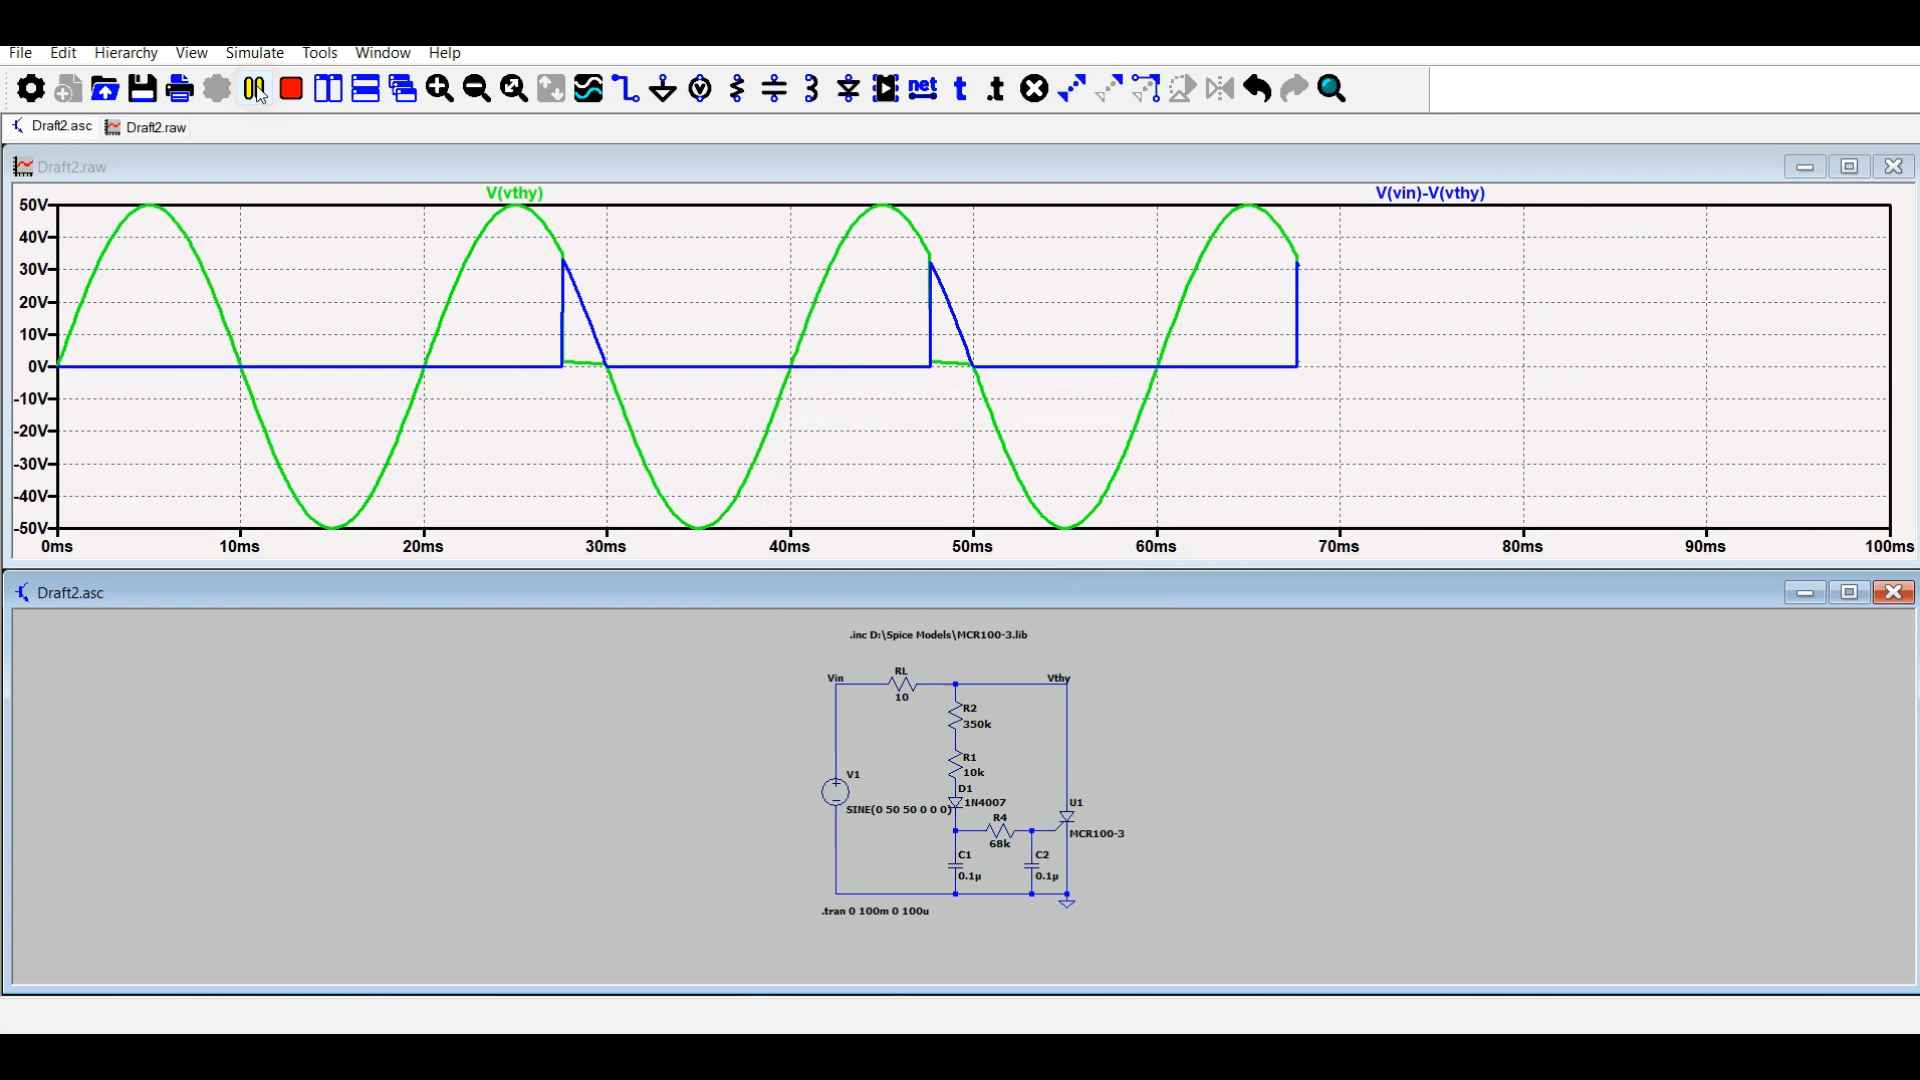 File Edit Hierarchy View Simulate Tools Window Help
net t .t
Draft2.asc Draft2.raw
Draft2.raw
V(vthy) V(vin)-V(vthy)
50V
40V
30V
20V
10V
0V
-10V
-20V
-30V
-40V
-50V
0ms 10ms 20ms 30ms 40ms 50ms 60ms 70ms 80ms 90ms 100ms
Draft2.asc
.inc D:\Spice Models\MCR100-3.lib
RL
Vin Vthy
10
R2
350k
R1
10k
V1
D1
1N4007 U1
SINE(0 50 50 0 0 0)
R4
MCR100-3
68k
C1 C2
0.1µ 0.1µ
.tran 0 100m 0 100u